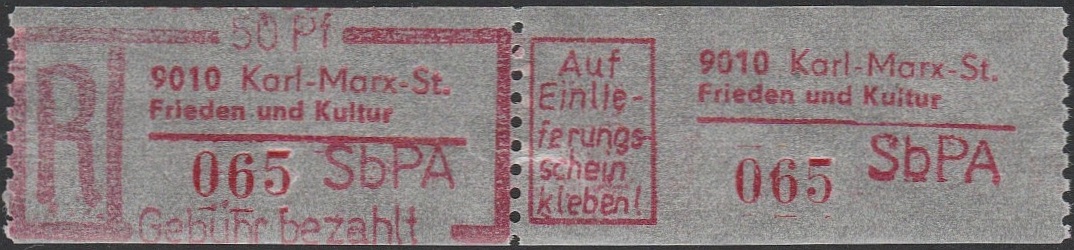 50 Pf
R
9010 Karl-Marx-St.
Frieden und Kultur
065 SbPA
Gebühr bezahlt
Auf
Einlie-
ferungs-
schein
kleben!
9010 Karl-Marx-St.
Frieden und Kultur
065 SbPA